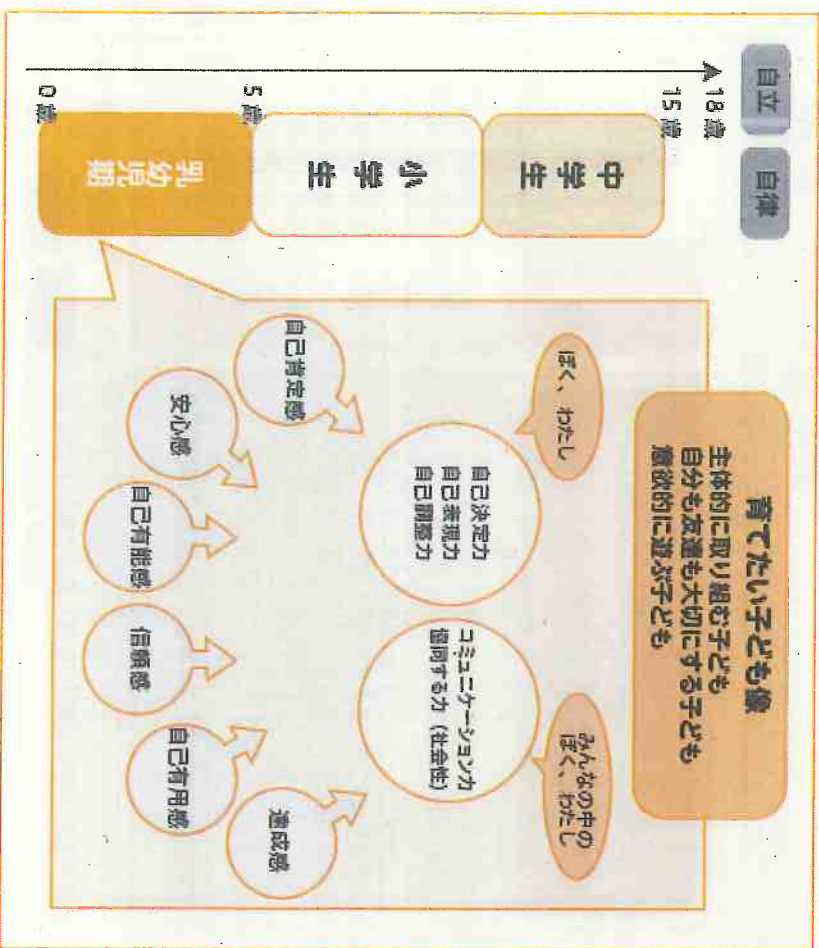 自立
自律
18歳
15歳
5歳
0歳
中学生
小学生
乳幼児期
育てたい子ども像
主体的に取り組む子ども
自分も友達も大切にする子ども
意欲的に遊ぶ子ども
ぼく、わたし
みんなの中の
ぼく、わたし
自己決定力
自己表現力
自己調整力
コミュニケーション力
協同する力（社会性）
自己肯定感
安心感
自己有能感
信頼感
自己有用感
達成感